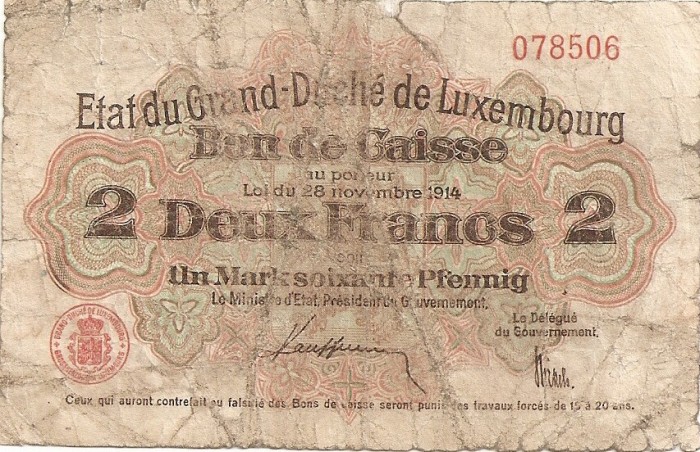 078506
Etat du Grand-Duché de Luxembourg
Bon de Caisse
au porteur
Loi du 28 novembre 1914
2 Deux Francs 2
soit
Un Mark soixante Pfennig
Le Ministre d'Etat, Président du Gouvernement,
Le Délégué
du Gouvernement,
Ceux qui auront contrefait ou falsifié des Bons de Caisse seront punis des travaux forcés de 15 à 20 ans.